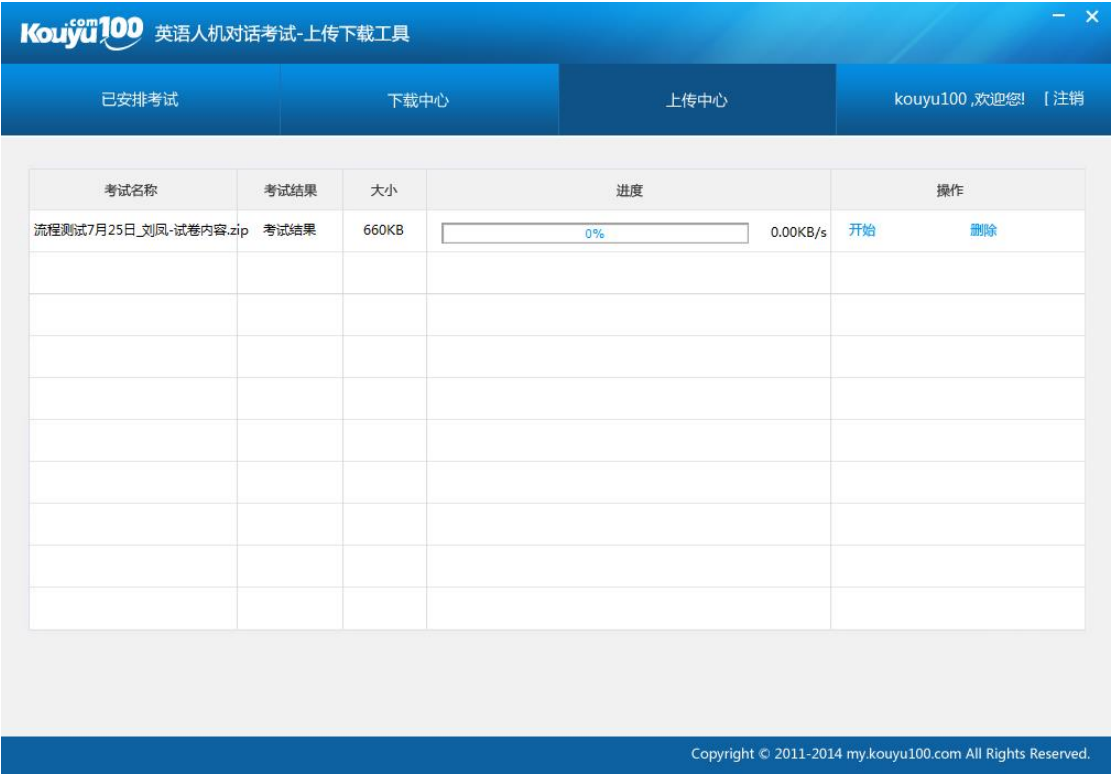 Kouyu100.com 英语人机对话考试-上传下载工具
已安排考试 下载中心 上传中心 kouyu100 ,欢迎您! [ 注销
考试名称 考试结果 大小 进度 操作
流程测试7月25日_刘凤-试卷内容.zip 考试结果 660KB 0% 0.00KB/s 开始 删除
Copyright © 2011-2014 my.kouyu100.com All Rights Reserved.